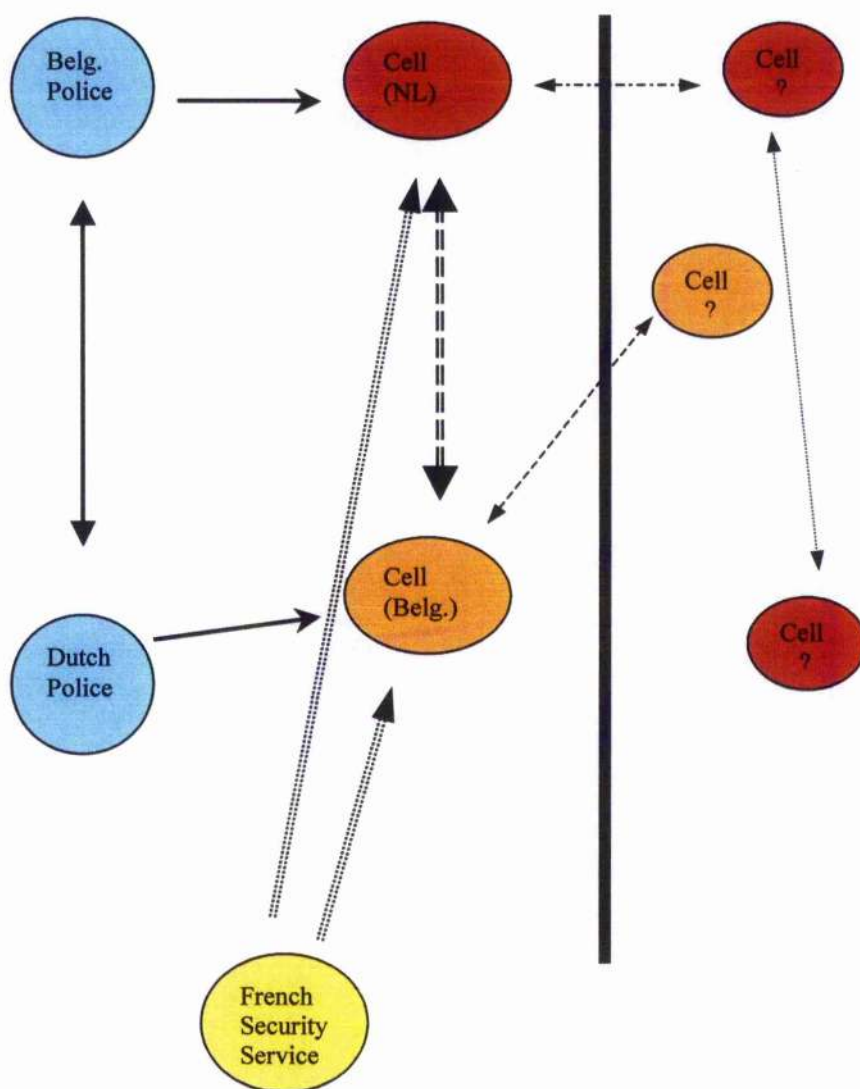 Belg.
Police
Cell
(NL)
Cell
?
Cell
?
Cell
(Belg.)
Dutch
Police
Cell
?
French
Security
Service